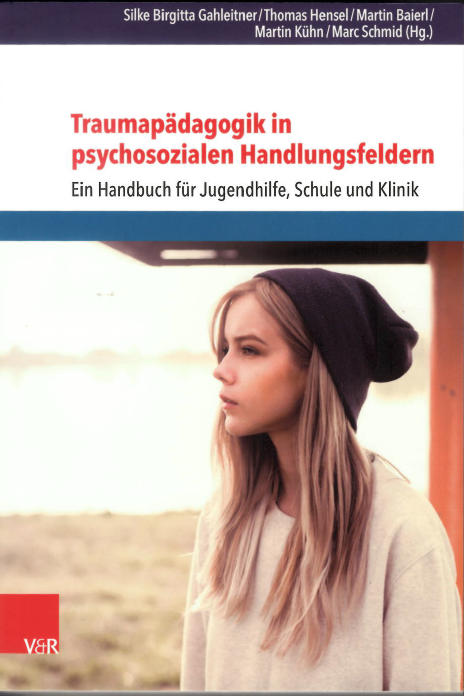 Silke Birgitta Gahleitner/Thomas Hensel/Martin Baierl/
Martin Kühn/Marc Schmid (Hg.)
Traumapädagogik in
psychosozialen Handlungsfeldern
Ein Handbuch für Jugendhilfe, Schule und Klinik
V&R